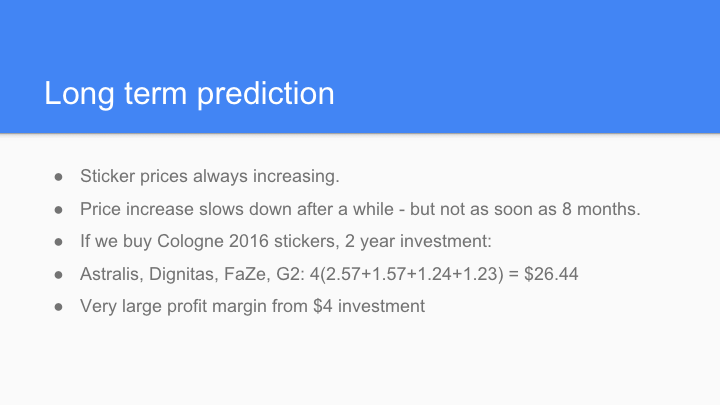 Long term prediction
● Sticker prices always increasing.
● Price increase slows down after a while - but not as soon as 8 months.
● If we buy Cologne 2016 stickers, 2 year investment:
● Astralis, Dignitas, FaZe, G2: 4(2.57+1.57+1.24+1.23) = $26.44
● Very large profit margin from $4 investment